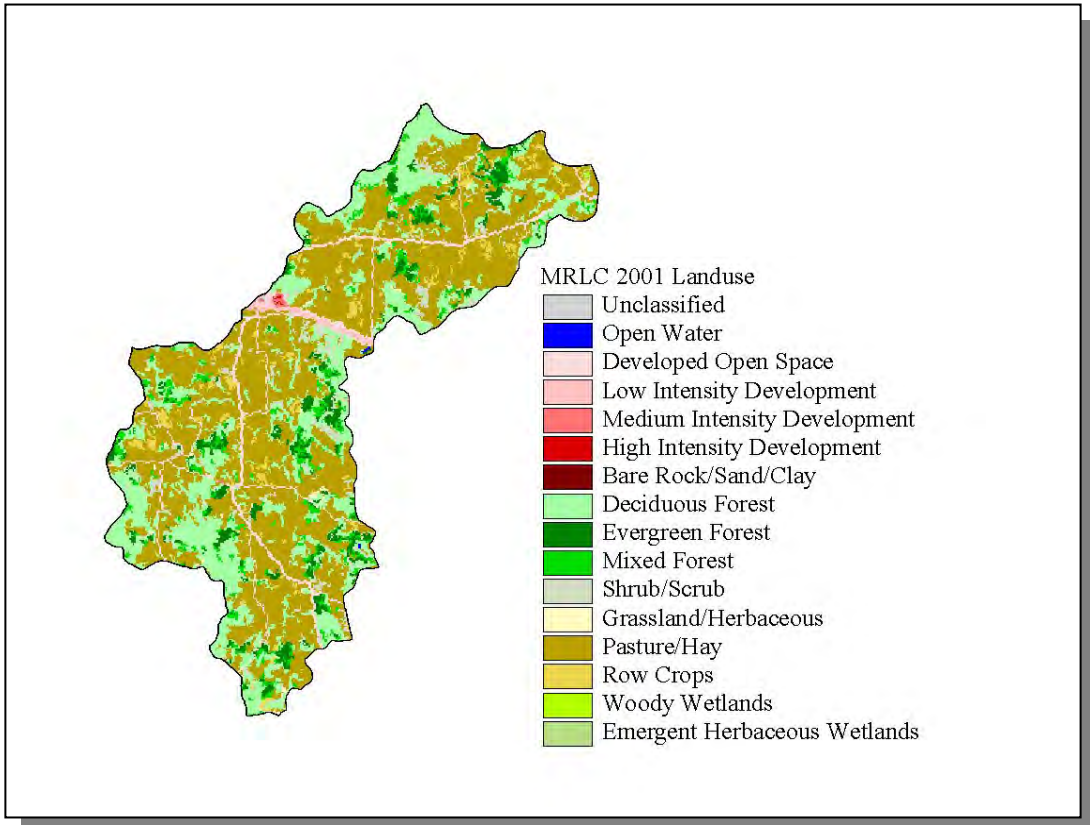 MRLC 2001 Landuse
Unclassified
Open Water
Developed Open Space
Low Intensity Development
Medium Intensity Development
High Intensity Development
Bare Rock/Sand/Clay
Deciduous Forest
Evergreen Forest
Mixed Forest
Shrub/Scrub
Grassland/Herbaceous
Pasture/Hay
Row Crops
Woody Wetlands
Emergent Herbaceous Wetlands